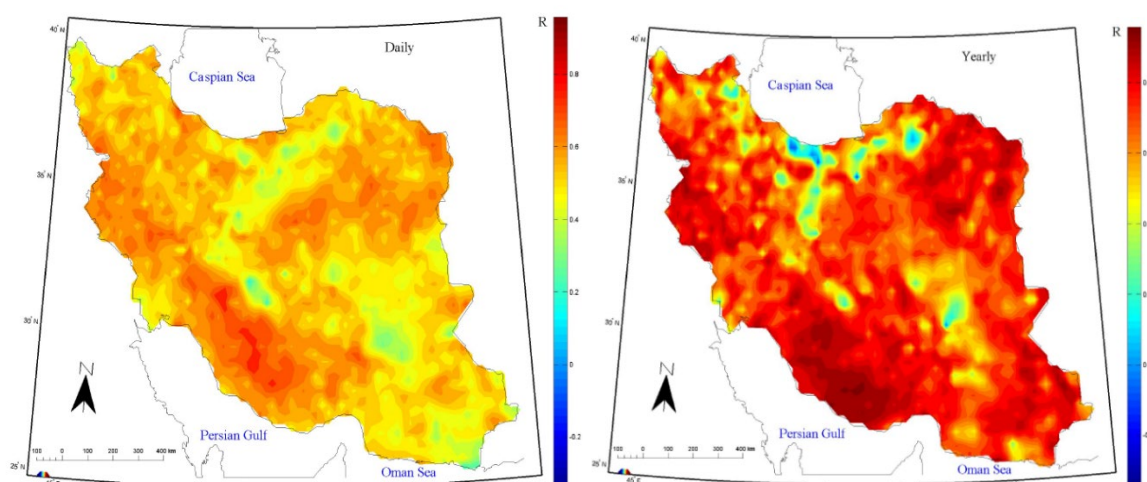 R
Daily
Caspian Sea
40° N
35° N
30° N
25° N
N
Persian Gulf
Oman Sea
100 0 100 200 300 400 km
0.8
0.6
0.4
0.2
0
-0.2
R
Yearly
Caspian Sea
40° N
35° N
30° N
25° N
N
Persian Gulf
Oman Sea
100 0 100 200 300 400